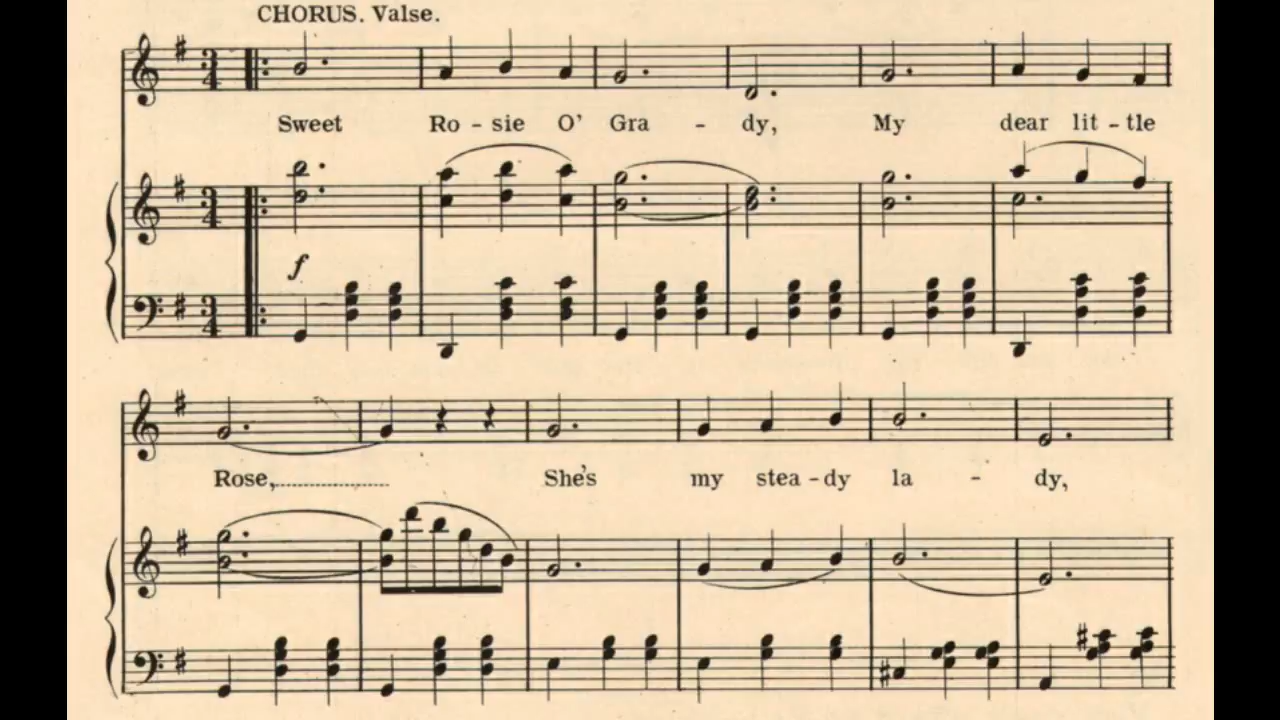 CHORUS. Valse.
Sweet Ro - sie O' Gra - dy, My dear lit - tle
f
Rose,.................... She's my stea - dy la - dy,